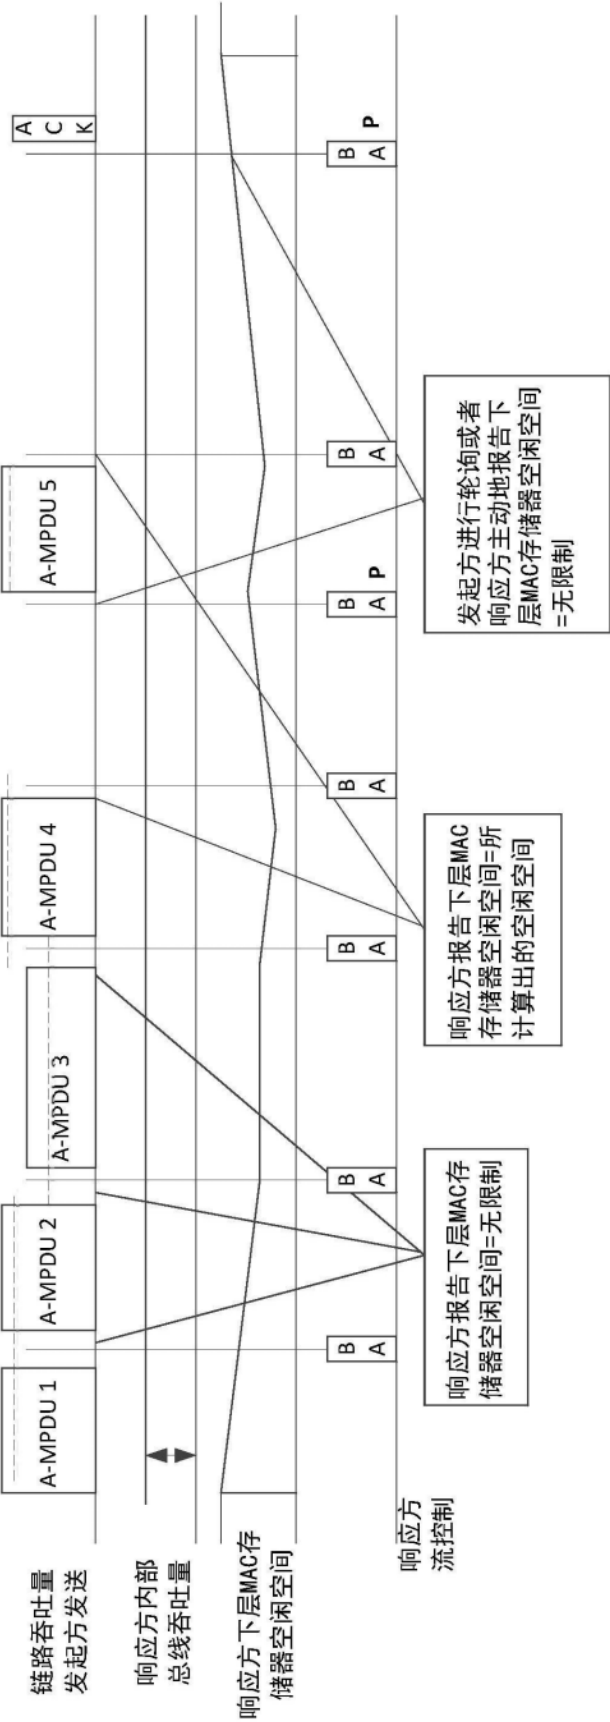 链路吞吐量
发起方发送
A-MPDU 1
A-MPDU 2
A-MPDU 3
A-MPDU 4
A-MPDU 5
A
C
K
响应方内部
总线吞吐量
响应方下层MAC存
储器空闲空间
响应方
流控制
B
A
B
A
B
A
B
A
B
A
P
B
A
B
A
P
响应方报告下层MAC存
储器空闲空间=无限制
响应方报告下层MAC
存储器空闲空间=所
计算出的空闲空间
发起方进行轮询或者
响应方主动地报告下
层MAC存储器空闲空间
=无限制